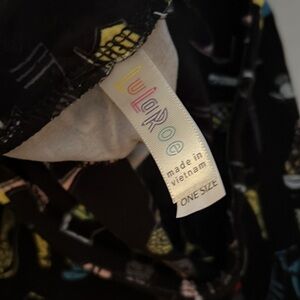 LuLaRoe
made in
vietnam
ONE SIZE